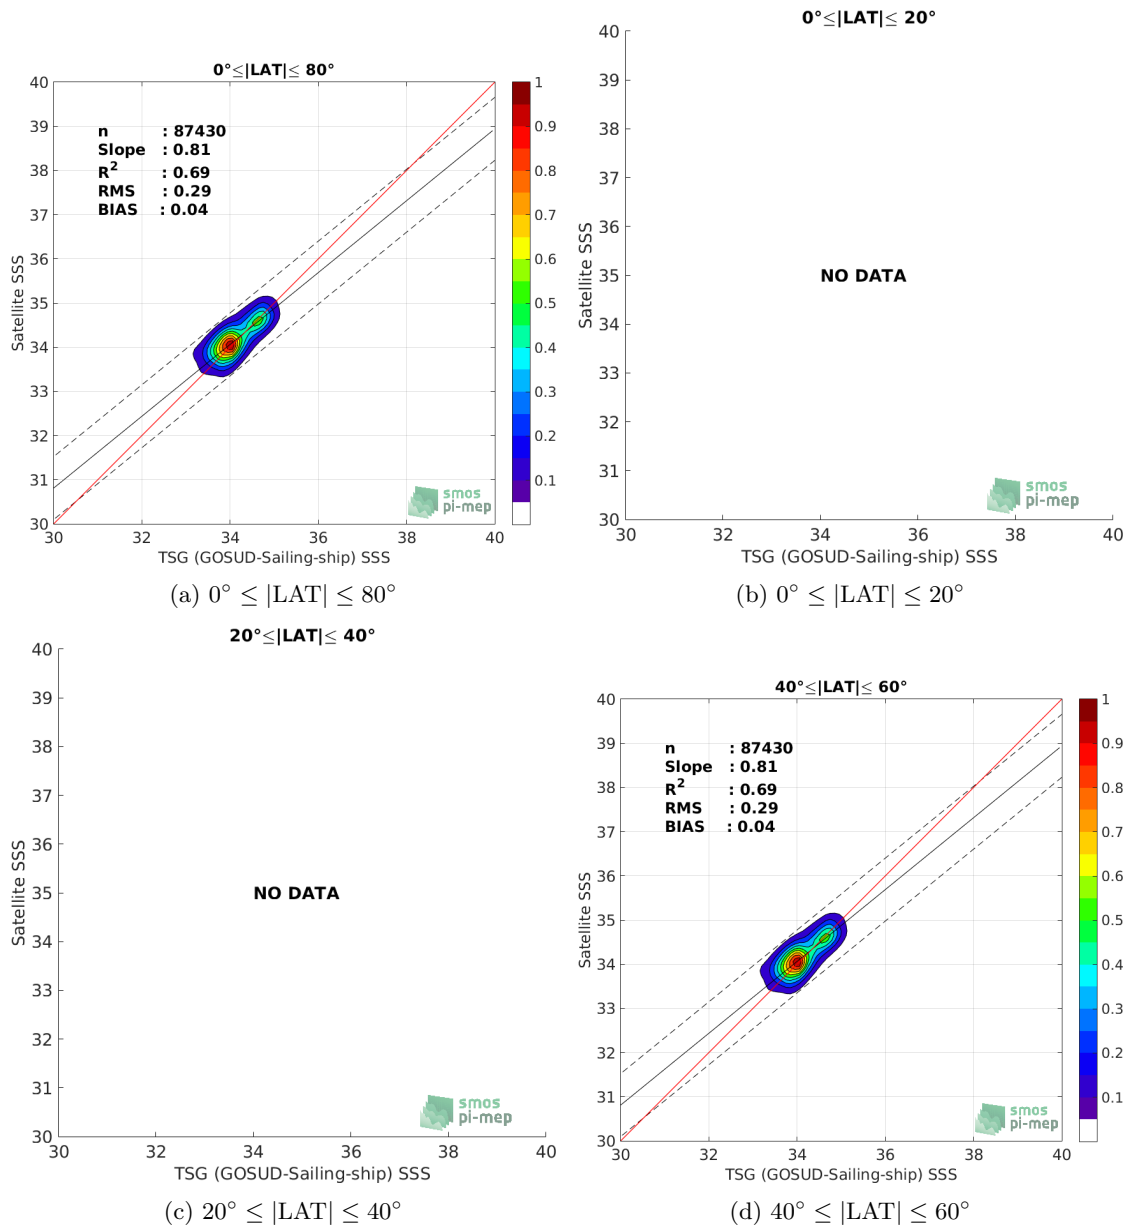 0°≤|LAT|≤ 80°
40
39
38
37
36
35
34
33
32
31
30
Satellite SSS
n : 87430
Slope : 0.81
R² : 0.69
RMS : 0.29
BIAS : 0.04
smos
pi-mep
30 32 34 36 38 40
TSG (GOSUD-Sailing-ship) SSS
1
0.9
0.8
0.7
0.6
0.5
0.4
0.3
0.2
0.1
(a) 0° ≤ |LAT| ≤ 80°
0°≤|LAT|≤ 20°
40
39
38
37
36
35
34
33
32
31
30
Satellite SSS
NO DATA
smos
pi-mep
30 32 34 36 38 40
TSG (GOSUD-Sailing-ship) SSS
(b) 0° ≤ |LAT| ≤ 20°
20°≤|LAT|≤ 40°
40
39
38
37
36
35
34
33
32
31
30
Satellite SSS
NO DATA
smos
pi-mep
30 32 34 36 38 40
TSG (GOSUD-Sailing-ship) SSS
(c) 20° ≤ |LAT| ≤ 40°
40°≤|LAT|≤ 60°
40
39
38
37
36
35
34
33
32
31
30
Satellite SSS
n : 87430
Slope : 0.81
R² : 0.69
RMS : 0.29
BIAS : 0.04
smos
pi-mep
30 32 34 36 38 40
TSG (GOSUD-Sailing-ship) SSS
1
0.9
0.8
0.7
0.6
0.5
0.4
0.3
0.2
0.1
(d) 40° ≤ |LAT| ≤ 60°